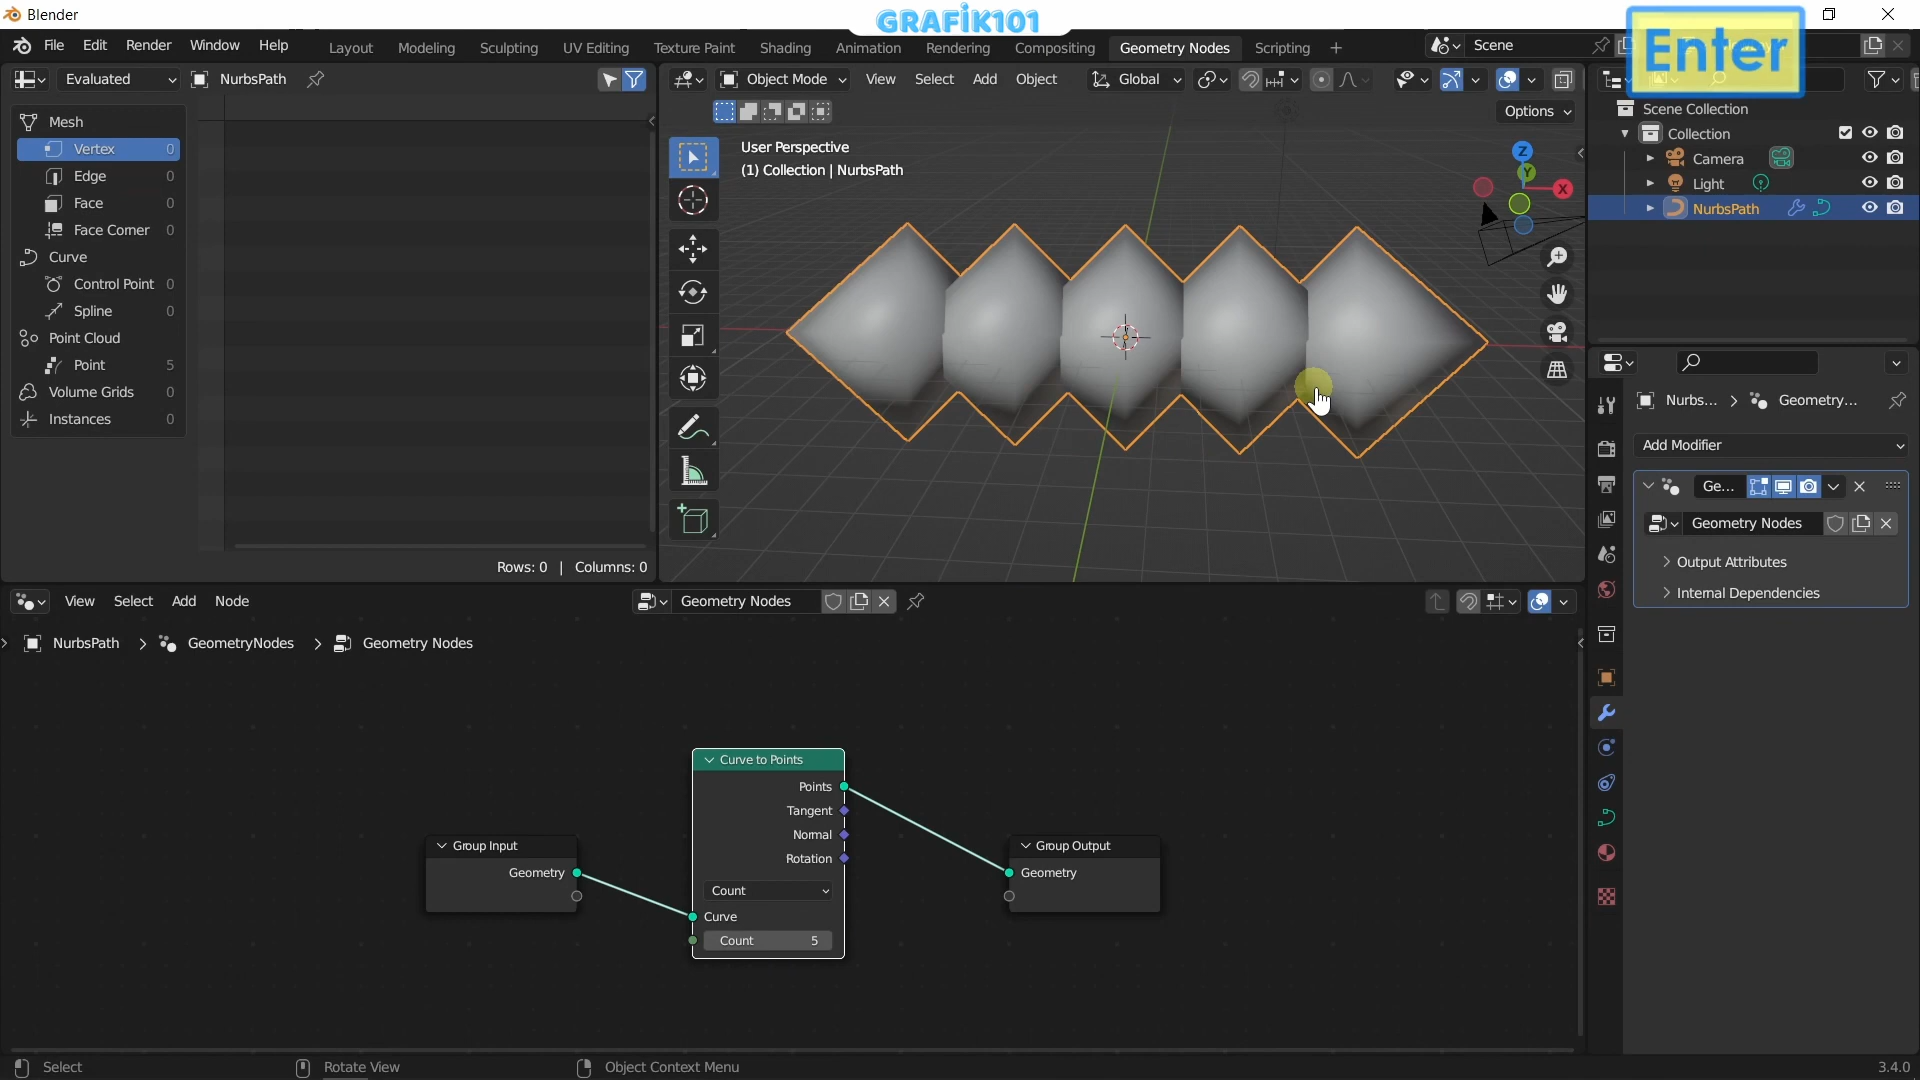 Blender
GRAFİK101
Enter
File Edit Render Window Help
Layout Modeling Sculpting UV Editing Texture Paint Shading Animation Rendering Compositing Geometry Nodes Scripting
Scene
Evaluated
NurbsPath
Object Mode View Select Add Object Global
Options
Mesh
Vertex 0
Edge 0
Face 0
Face Corner 0
Curve
Control Point 0
Spline 0
Point Cloud
Point 5
Volume Grids 0
Instances 0
Rows: 0 | Columns: 0
User Perspective
(1) Collection | NurbsPath
Z
Y
X
Scene Collection
Collection
Camera
Light
NurbsPath
Nurbs... Geometry...
Add Modifier
Ge...
Geometry Nodes
Output Attributes
Internal Dependencies
View Select Add Node
Geometry Nodes
NurbsPath GeometryNodes Geometry Nodes
Group Input
Geometry
Curve to Points
Points
Tangent
Normal
Rotation
Count
Curve
Count 5
Group Output
Geometry
Select
Rotate View
Object Context Menu
3.4.0